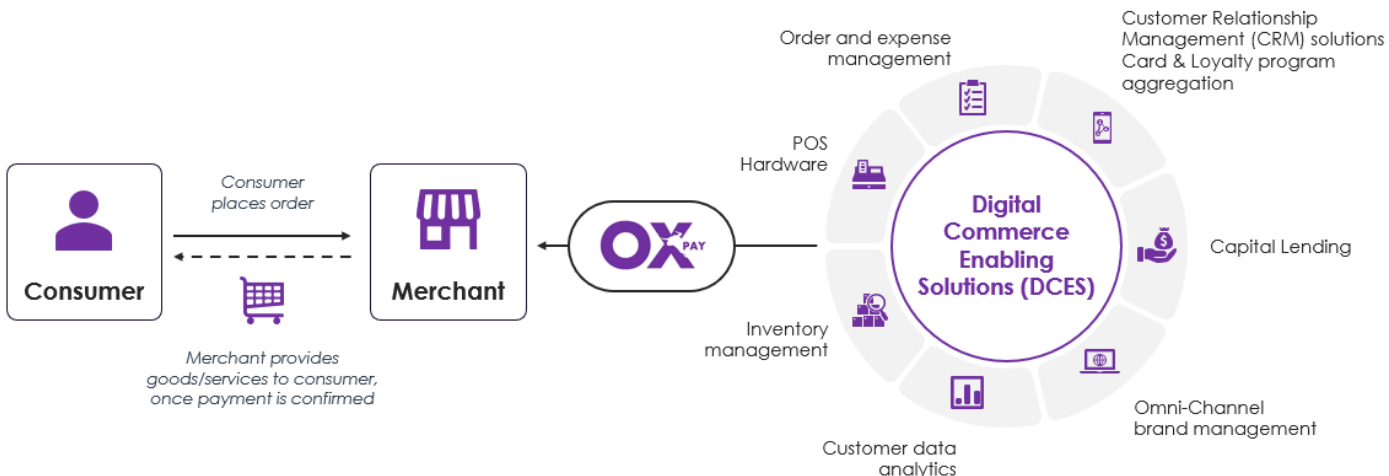 Consumer
Consumer
places order
Merchant provides
goods/services to consumer,
once payment is confirmed
Merchant
OX
PAY
Digital
Commerce
Enabling
Solutions (DCES)
Order and expense
management
Customer Relationship
Management (CRM) solutions
Card & Loyalty program
aggregation
Capital Lending
Omni-Channel
brand management
Customer data
analytics
Inventory
management
POS
Hardware